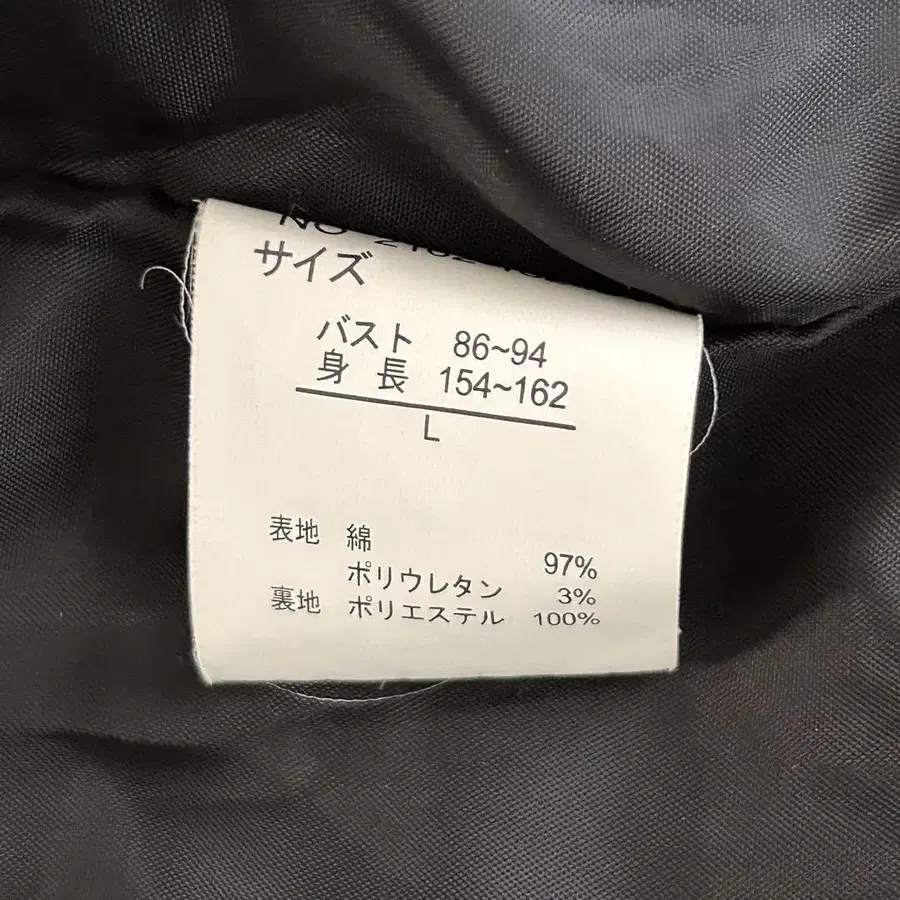 サイズ
バスト 86~94
身長 154~162
L
表地 綿 97%
ポリウレタン 3%
裏地 ポリエステル 100%